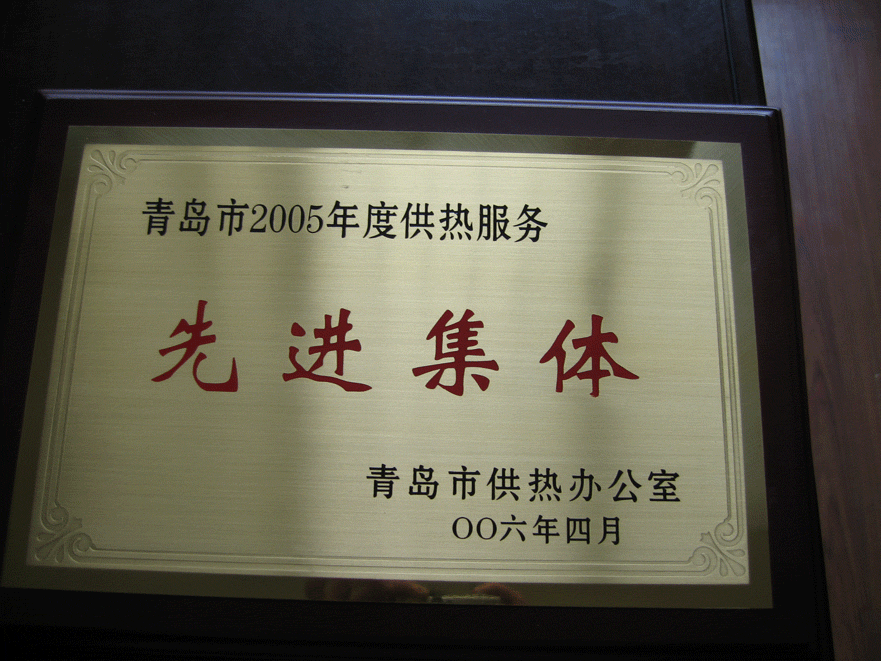 青岛市2005年度供热服务
先进集体
青岛市供热办公室
OO六年四月